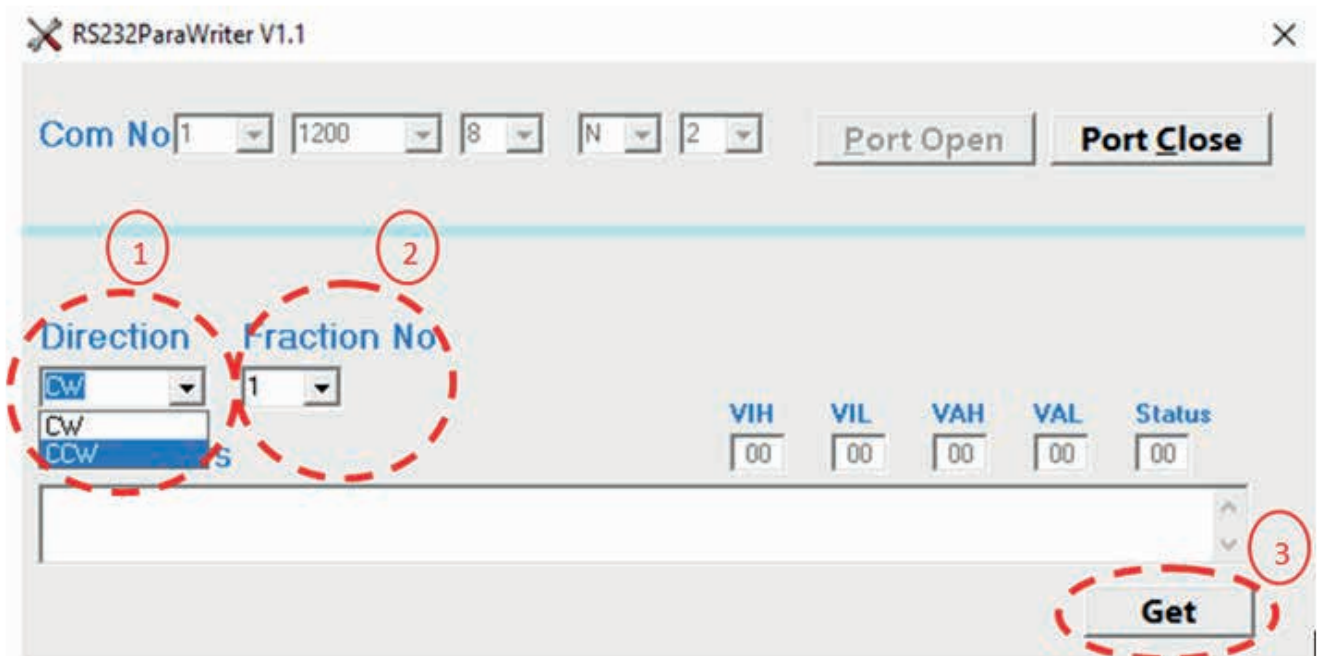 RS232ParaWriter V1.1
Com No 1 1200 8 N 2 Port Open Port Close
1 2
Direction Fraction No
CW 1
CW
CCW
VIH VIL VAH VAL Status
00 00 00 00 00
3
Get